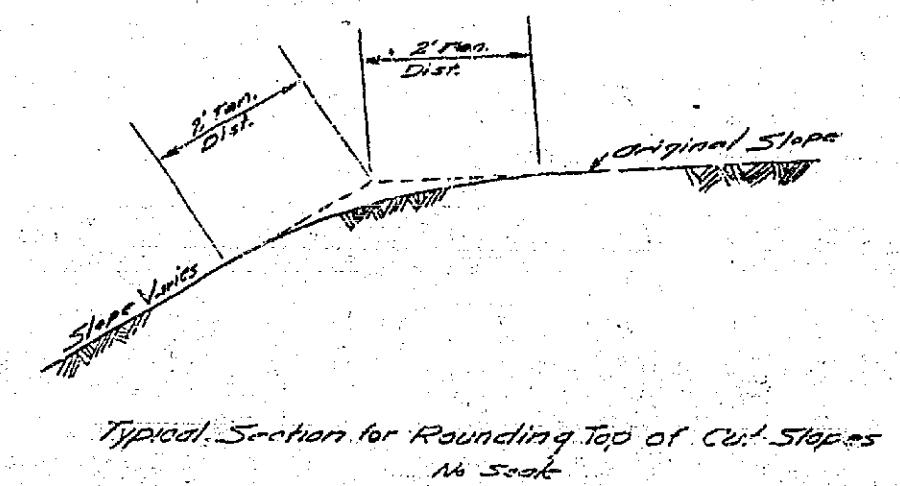 2' Tan.
Dist.
2' Tan.
Dist.
Original Slope
Slope Varies
Typical Section for Rounding Top of Cut Slopes
No Scale